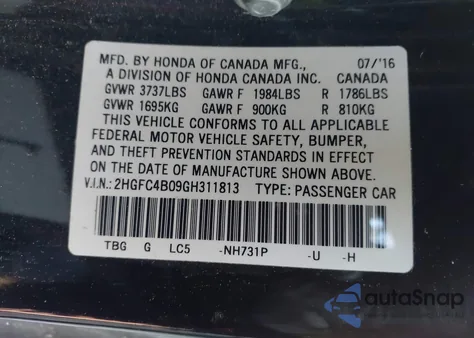 MFD. BY HONDA OF CANADA MFG., 07/'16
A DIVISION OF HONDA CANADA INC. CANADA
GVWR 3737LBS GAWR F 1984LBS R 1786LBS
GVWR 1695KG GAWR F 900KG R 810KG
THIS VEHICLE CONFORMS TO ALL APPLICABLE
FEDERAL MOTOR VEHICLE SAFETY, BUMPER,
AND THEFT PREVENTION STANDARDS IN EFFECT
ON THE DATE OF MANUFACTURE SHOWN ABOVE.
V.I.N.: 2HGFC4B09GH311813 TYPE: PASSENGER CAR
TBG G LC5 -NH731P -U -H
autoSnap